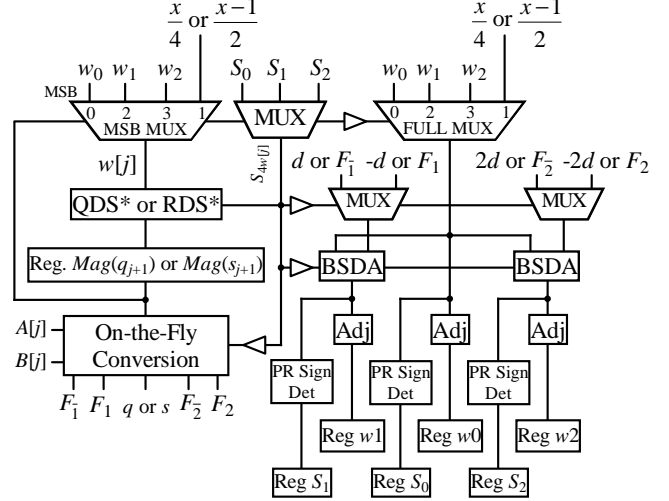 x/4 or x-1/2 x/4 or x-1/2
w0 w1 w2 S0 S1 S2 w0 w1 w2
MSB
0 2 3 1 MUX 0 2 3 1
MSB MUX FULL MUX
w[j] S4w[j] d or F1̄ -d or F1 2d or F2̄ -2d or F2
QDS* or RDS* MUX MUX
Reg. Mag(qj+1) or Mag(sj+1) BSDA BSDA
A[j] On-the-Fly Adj Adj Adj
B[j] Conversion
PR Sign PR Sign PR Sign
Det Det Det
F1̄ F1 q or s F2̄ F2
Reg w1 Reg w0 Reg w2
Reg S1 Reg S0 Reg S2